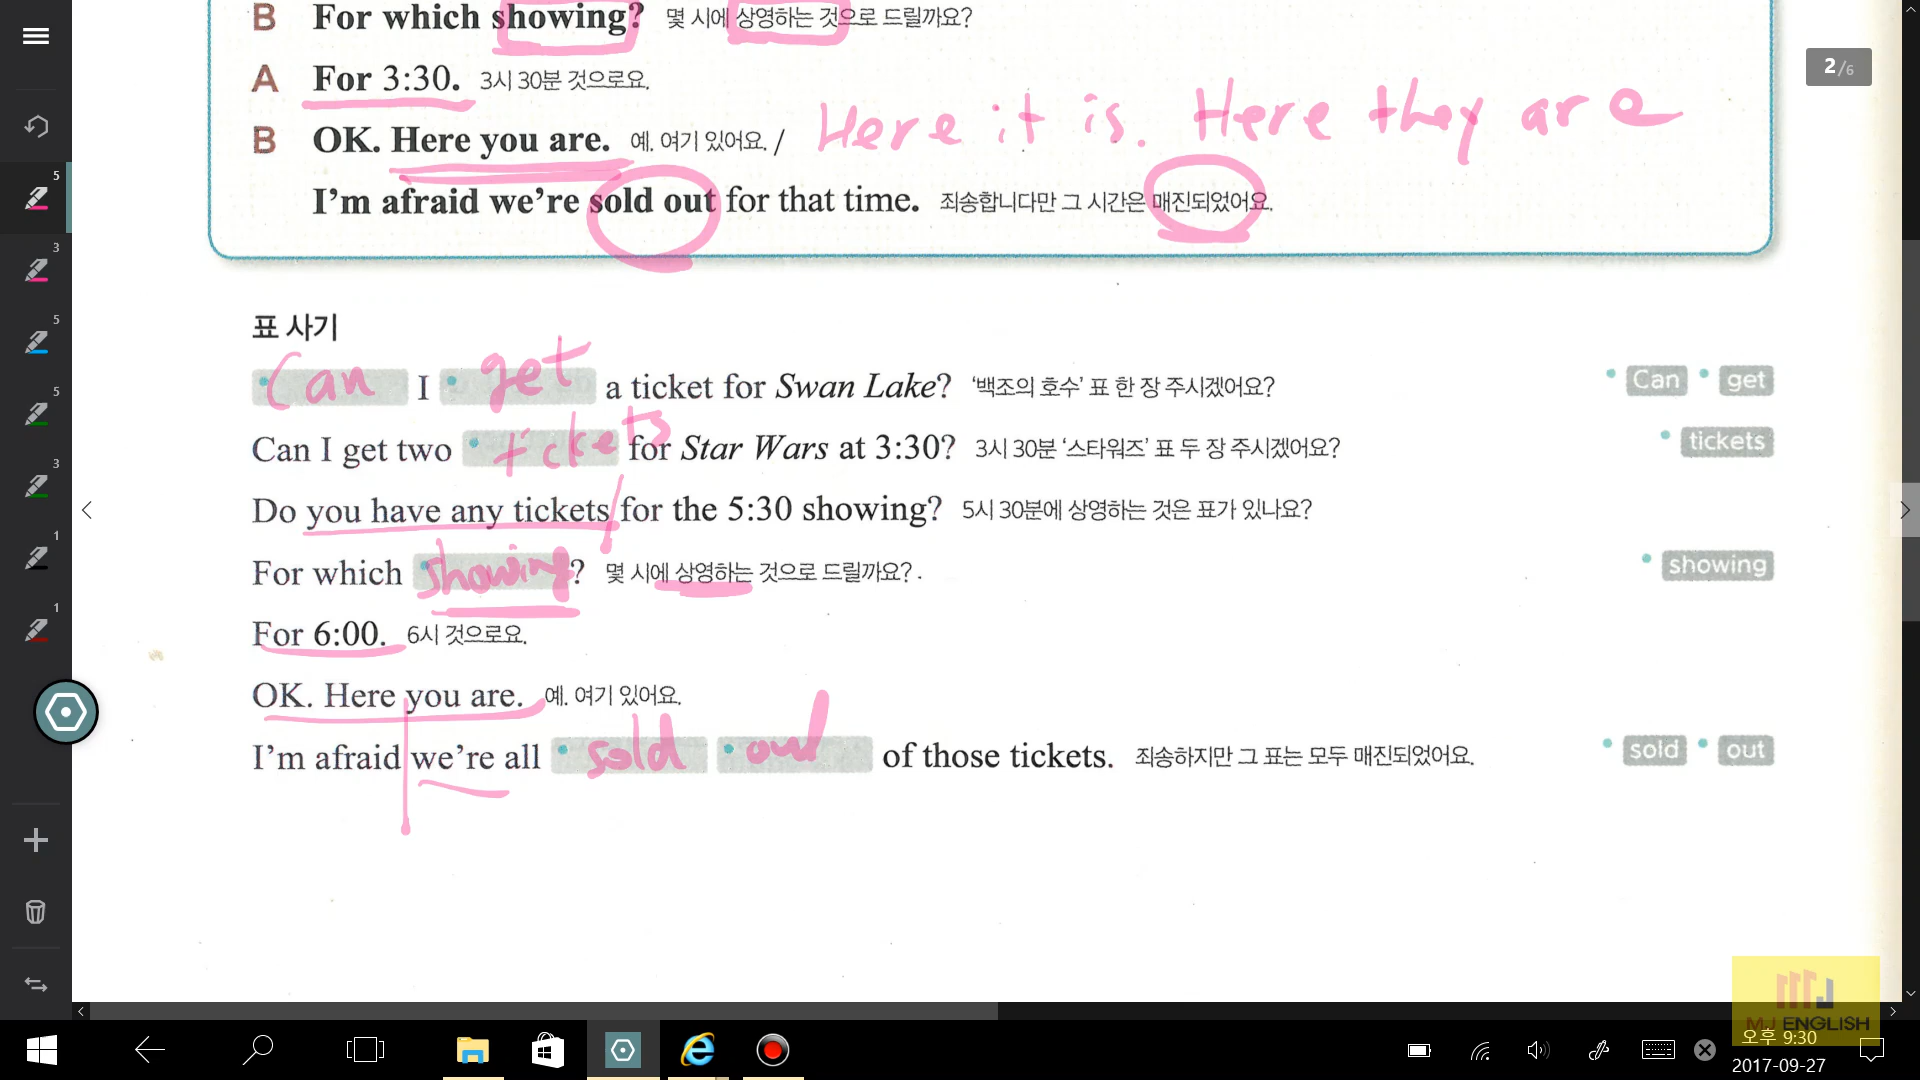 B For which showing? 몇 시에 상영하는 것으로 드릴까요?
2/6
A For 3:30. 3시 30분 것으로요.
Here it is. Here they are
B OK. Here you are. 예. 여기 있어요. /
I'm afraid we're sold out for that time. 죄송합니다만 그 시간은 매진되었어요.
표 사기
Can I get a ticket for Swan Lake? '백조의 호수' 표 한 장 주시겠어요? • Can • get
Can I get two tickets for Star Wars at 3:30? 3시 30분 '스타워즈' 표 두 장 주시겠어요? • tickets
Do you have any tickets for the 5:30 showing? 5시 30분에 상영하는 것은 표가 있나요?
For which showing? 몇 시에 상영하는 것으로 드릴까요? • showing
For 6:00. 6시 것으로요.
OK. Here you are. 예. 여기 있어요.
I'm afraid we're all sold out of those tickets. 죄송하지만 그 표는 모두 매진되었어요. • sold • out
5
3
5
5
3
1
1
MJ ENGLISH
오후 9:30
2017-09-27